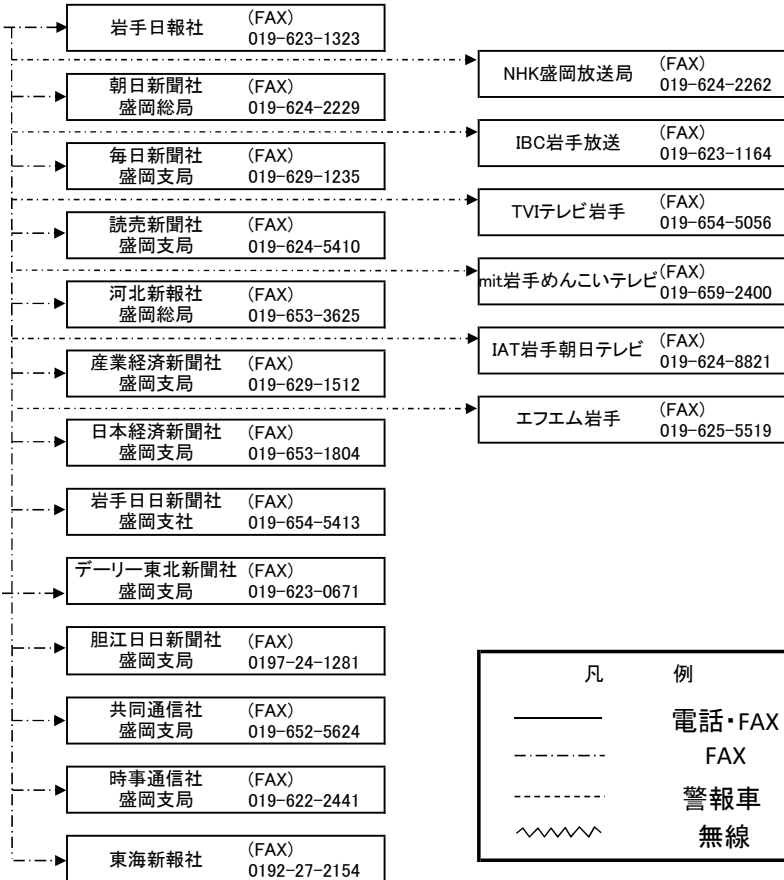 岩手日報社
(FAX)
019-623-1323
朝日新聞社
盛岡総局
(FAX)
019-624-2229
毎日新聞社
盛岡支局
(FAX)
019-629-1235
読売新聞社
盛岡支局
(FAX)
019-624-5410
河北新報社
盛岡総局
(FAX)
019-653-3625
産業経済新聞社
盛岡支局
(FAX)
019-629-1512
日本経済新聞社
盛岡支局
(FAX)
019-653-1804
岩手日日新聞社
盛岡支社
(FAX)
019-654-5413
デーリー東北新聞社
盛岡支局
(FAX)
019-623-0671
胆江日日新聞社
盛岡支局
(FAX)
0197-24-1281
共同通信社
盛岡支局
(FAX)
019-652-5624
時事通信社
盛岡支局
(FAX)
019-622-2441
東海新報社
(FAX)
0192-27-2154
NHK盛岡放送局
(FAX)
019-624-2262
IBC岩手放送
(FAX)
019-623-1164
TVIテレビ岩手
(FAX)
019-654-5056
mit岩手めんこいテレビ
(FAX)
019-659-2400
IAT岩手朝日テレビ
(FAX)
019-624-8821
エフエム岩手
(FAX)
019-625-5519
凡 例
電話・FAX
FAX
警報車
無線